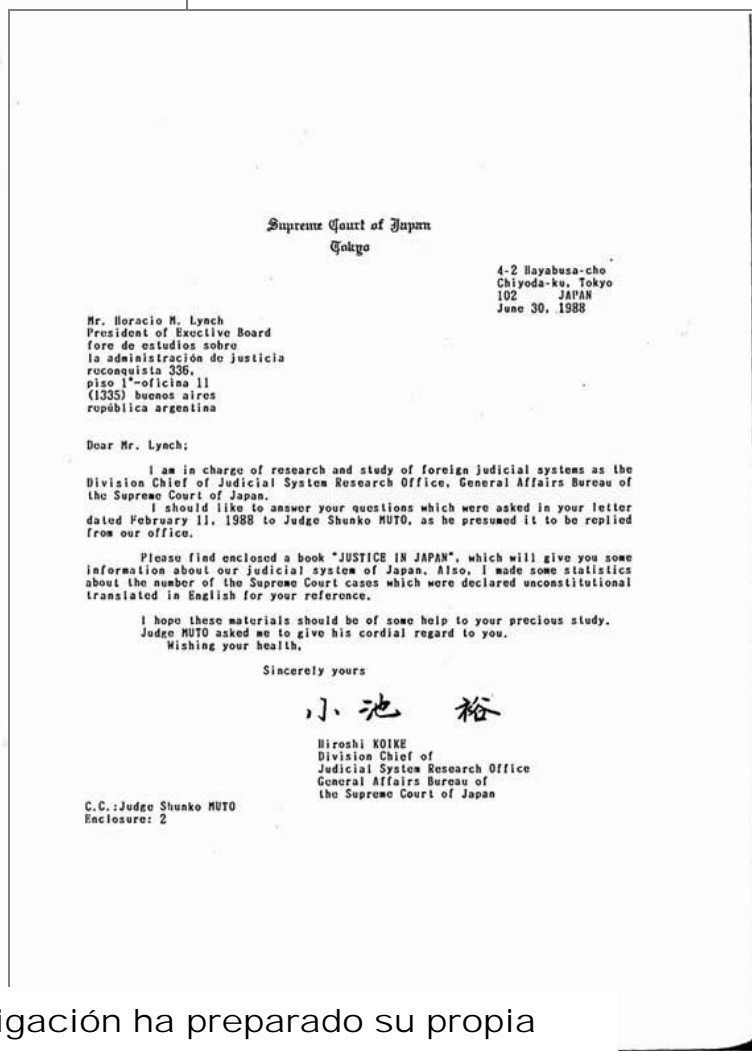 Supreme Court of Japan
Tokyo
4-2 Hayabusa-cho
Chiyoda-ku, Tokyo
102 JAPAN
June 30, 1988
Mr. Horacio M. Lynch
President of Exective Board
fore de estudios sobre
la administración de justicia
reconquista 336,
piso 1°-oficina 11
(1335) buenos aires
república argentina
Dear Mr. Lynch;
I am in charge of research and study of foreign judicial systems as the
Division Chief of Judicial System Research Office, General Affairs Bureau of
the Supreme Court of Japan.
I should like to answer your questions which were asked in your letter
dated February 11, 1988 to Judge Shunko MUTO, as he presumed it to be replied
from our office.
Please find enclosed a book "JUSTICE IN JAPAN", which will give you some
information about our judicial system of Japan. Also, I made some statistics
about the number of the Supreme Court cases which were declared unconstitutional
translated in English for your reference.
I hope these materials should be of some help to your precious study.
Judge MUTO asked me to give his cordial regard to you.
Wishing your health,
Sincerely yours
小池 裕
Hiroshi KOIKE
Division Chief of
Judicial System Research Office
General Affairs Bureau of
the Supreme Court of Japan
C.C.:Judge Shunko MUTO
Enclosure: 2
igación ha preparado su propia